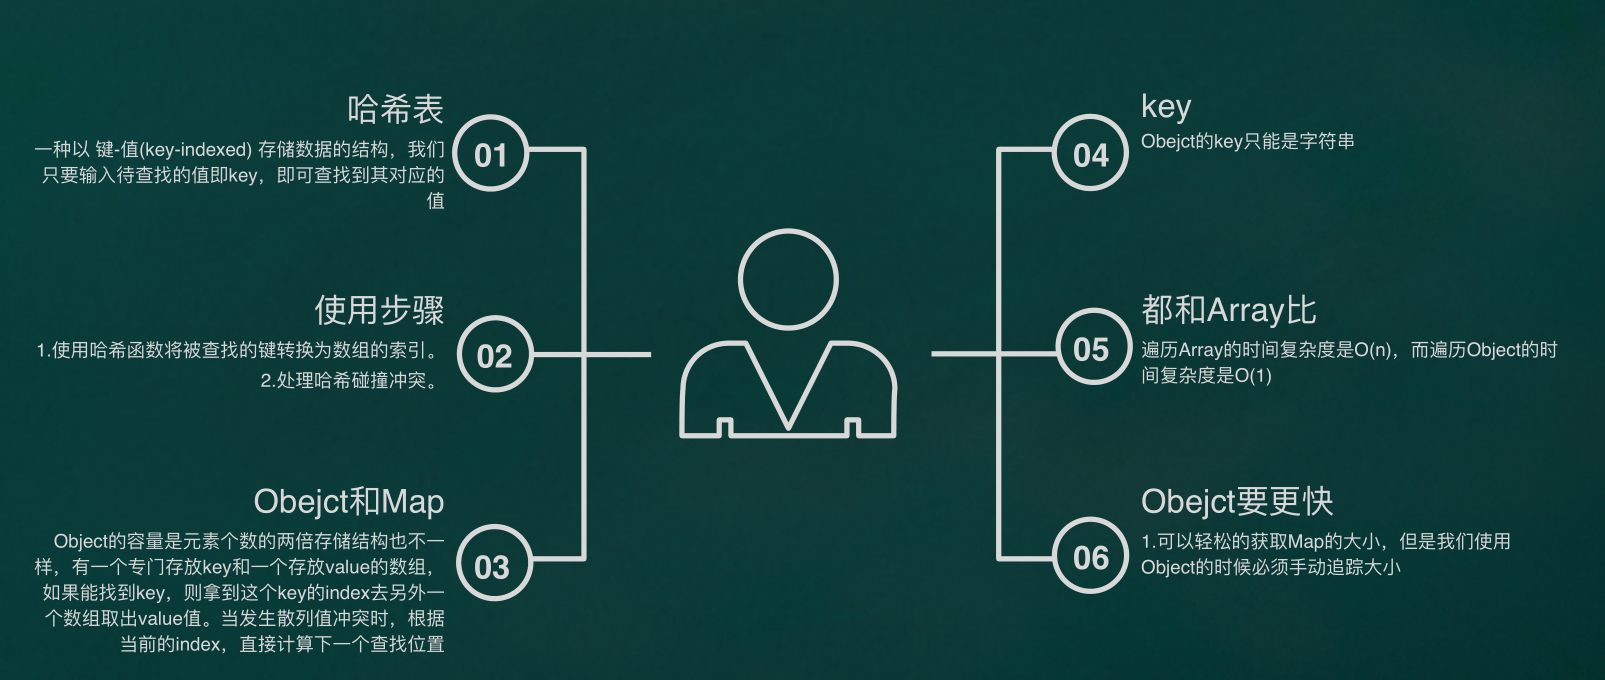 哈希表
一种以 键-值(key-indexed) 存储数据的结构，我们
只要输入待查找的值即key，即可查找到其对应的
值
01
使用步骤
1.使用哈希函数将被查找的键转换为数组的索引。
2.处理哈希碰撞冲突。
02
Obejct和Map
Object的容量是元素个数的两倍存储结构也不一
样，有一个专门存放key和一个存放value的数组，
如果能找到key，则拿到这个key的index去另外一
个数组取出value值。当发生散列值冲突时，根据
当前的index，直接计算下一个查找位置
03
04
key
Obejct的key只能是字符串
05
都和Array比
遍历Array的时间复杂度是O(n)，而遍历Object的时
间复杂度是O(1)
06
Obejct要更快
1.可以轻松的获取Map的大小，但是我们使用
Object的时候必须手动追踪大小